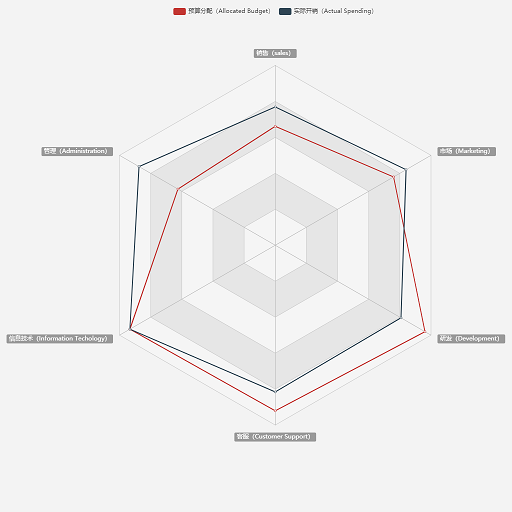 预算分配（Allocated Budget）
实际开销（Actual Spending）
销售（sales）
管理（Administration）
市场（Marketing）
信息技术（Information Techology）
研发（Development）
客服（Customer Support）